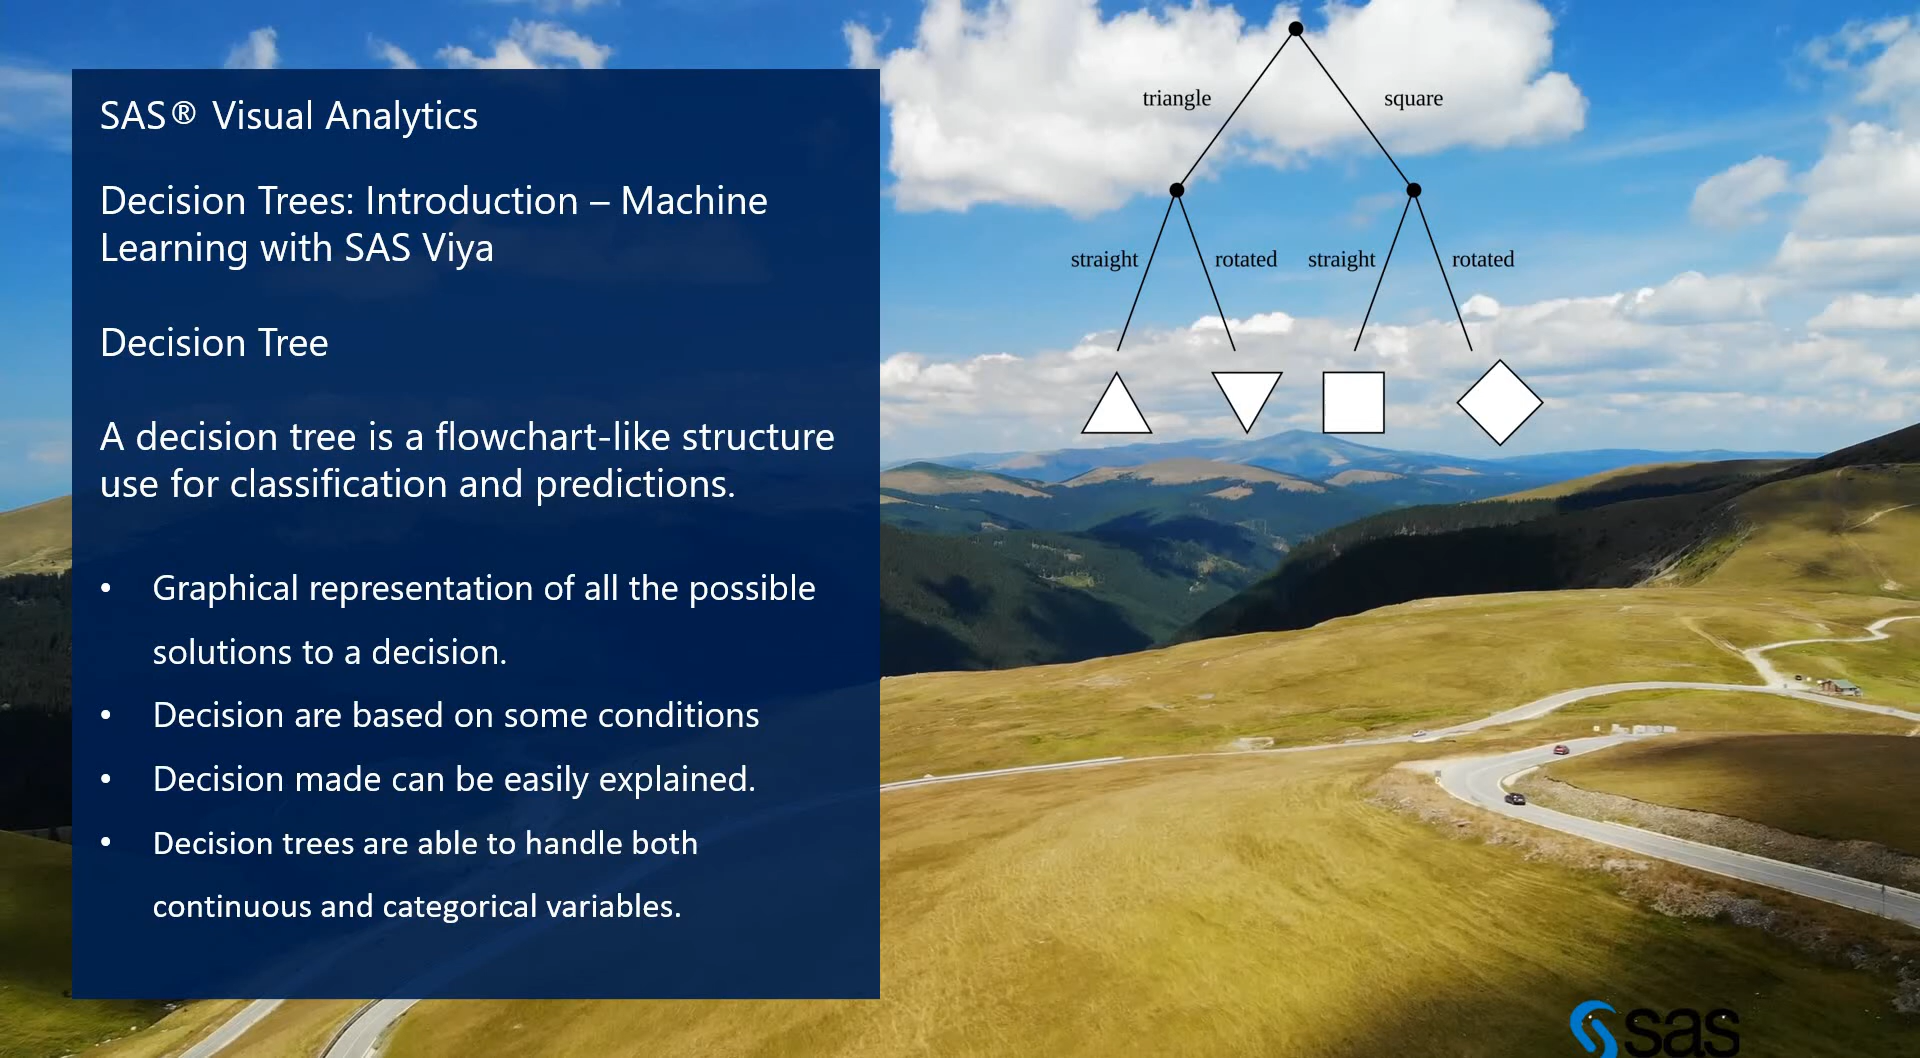 SAS® Visual Analytics
Decision Trees: Introduction – Machine
Learning with SAS Viya
Decision Tree
A decision tree is a flowchart-like structure
use for classification and predictions.
• Graphical representation of all the possible
solutions to a decision.
• Decision are based on some conditions
• Decision made can be easily explained.
• Decision trees are able to handle both
continuous and categorical variables.
triangle square
straight rotated straight rotated
sas